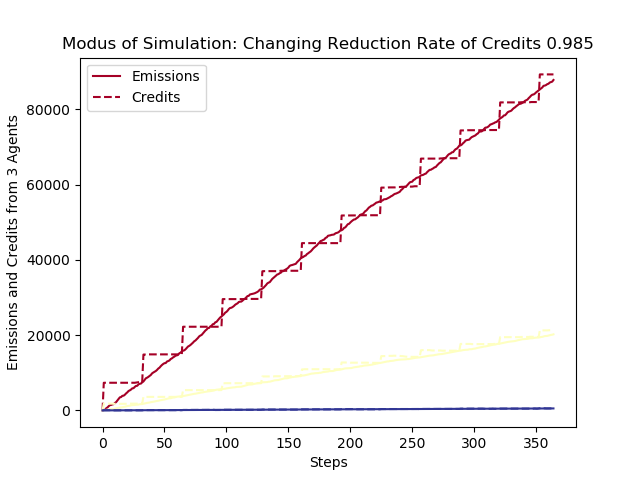 Modus of Simulation: Changing Reduction Rate of Credits 0.985
Emissions
Credits
Emissions and Credits from 3 Agents
80000
60000
40000
20000
0
0 50 100 150 200 250 300 350
Steps